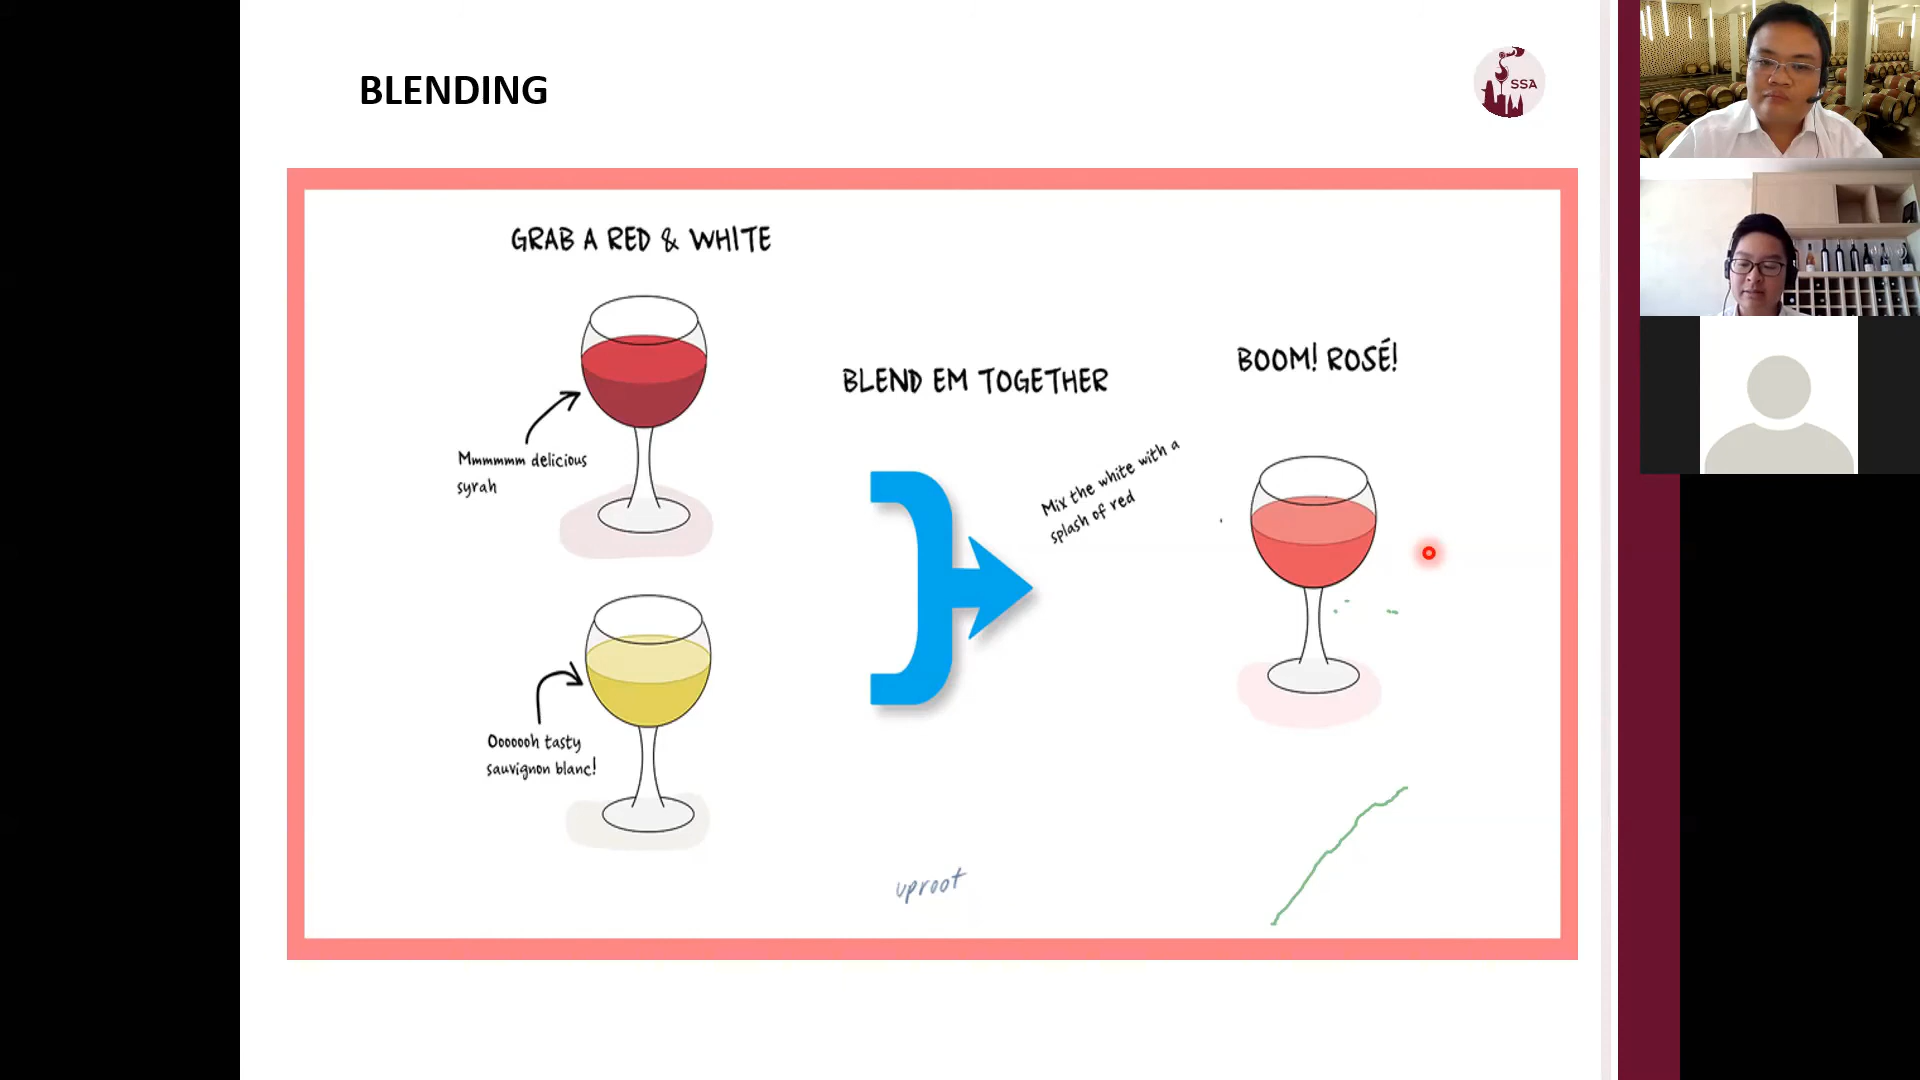 BLENDING
SSA
GRAB A RED & WHITE
Mmmmmm delicious
syrah
BLEND EM TOGETHER
BOOM! ROSÉ!
Mix the white with a
splash of red
Ooooooh tasty
sauvignon blanc!
uproot